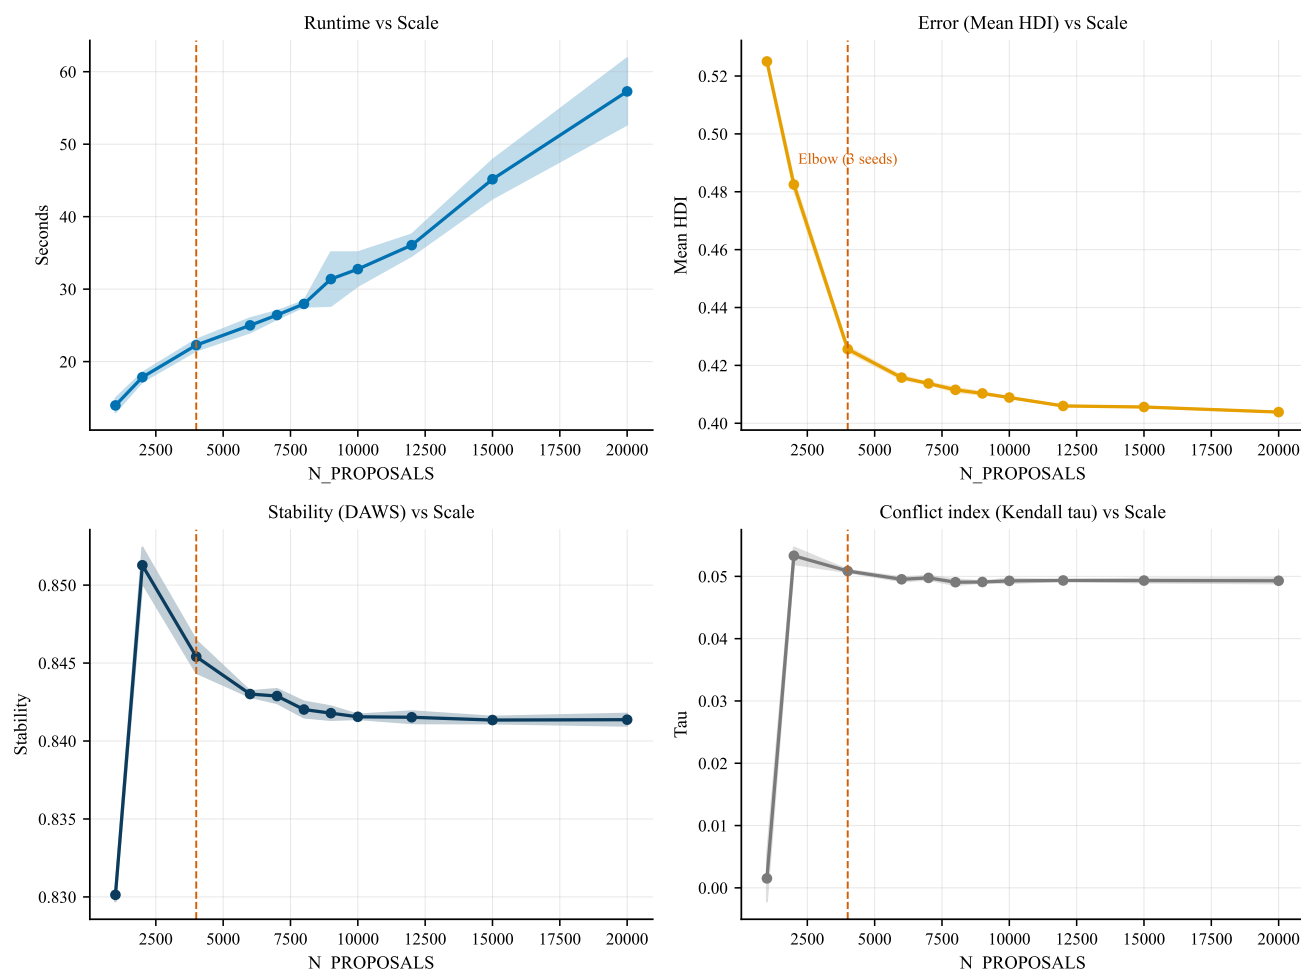 Runtime vs Scale
Seconds
60
50
40
30
20
2500 5000 7500 10000 12500 15000 17500 20000
N_PROPOSALS
Error (Mean HDI) vs Scale
Mean HDI
0.52
0.50
0.48
0.46
0.44
0.42
0.40
Elbow (3 seeds)
2500 5000 7500 10000 12500 15000 17500 20000
N_PROPOSALS
Stability (DAWS) vs Scale
Stability
0.850
0.845
0.840
0.835
0.830
2500 5000 7500 10000 12500 15000 17500 20000
N_PROPOSALS
Conflict index (Kendall tau) vs Scale
Tau
0.05
0.04
0.03
0.02
0.01
0.00
2500 5000 7500 10000 12500 15000 17500 20000
N_PROPOSALS